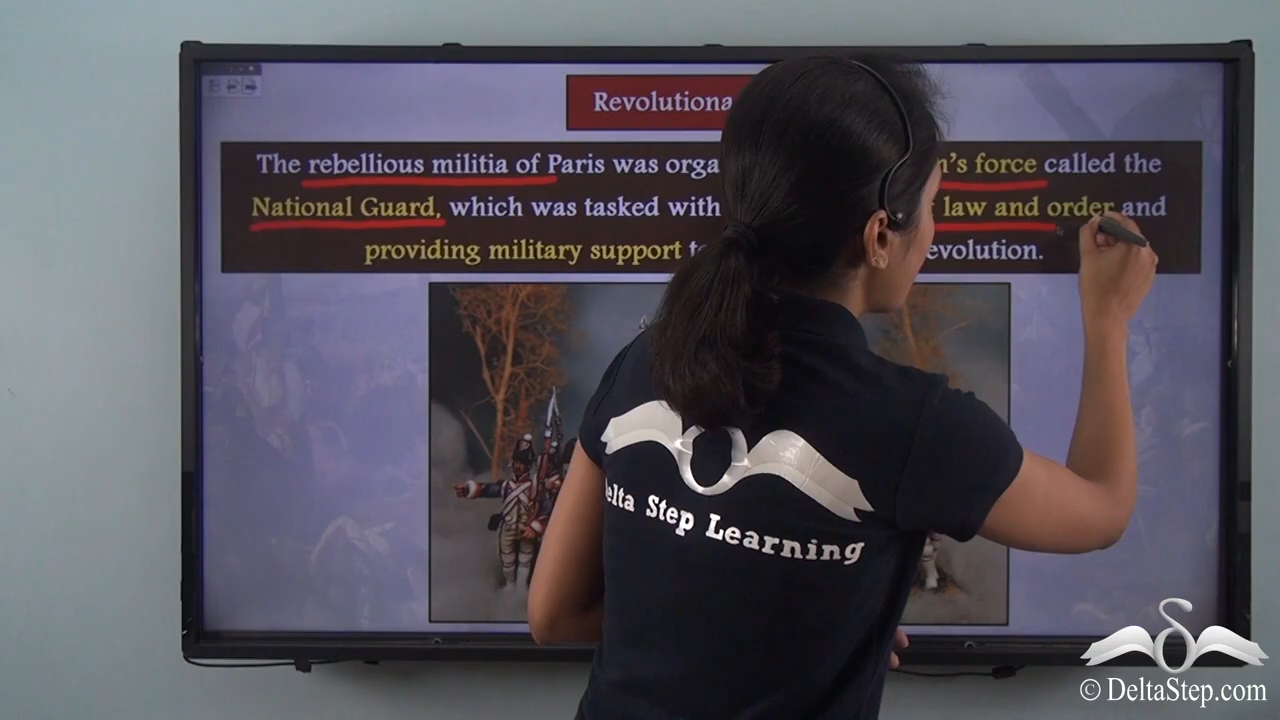 Revolutiona
The rebellious militia of Paris was orga n's force called the
National Guard, which was tasked with law and order and
providing military support evolution.
elta Step Learning
© DeltaStep.com